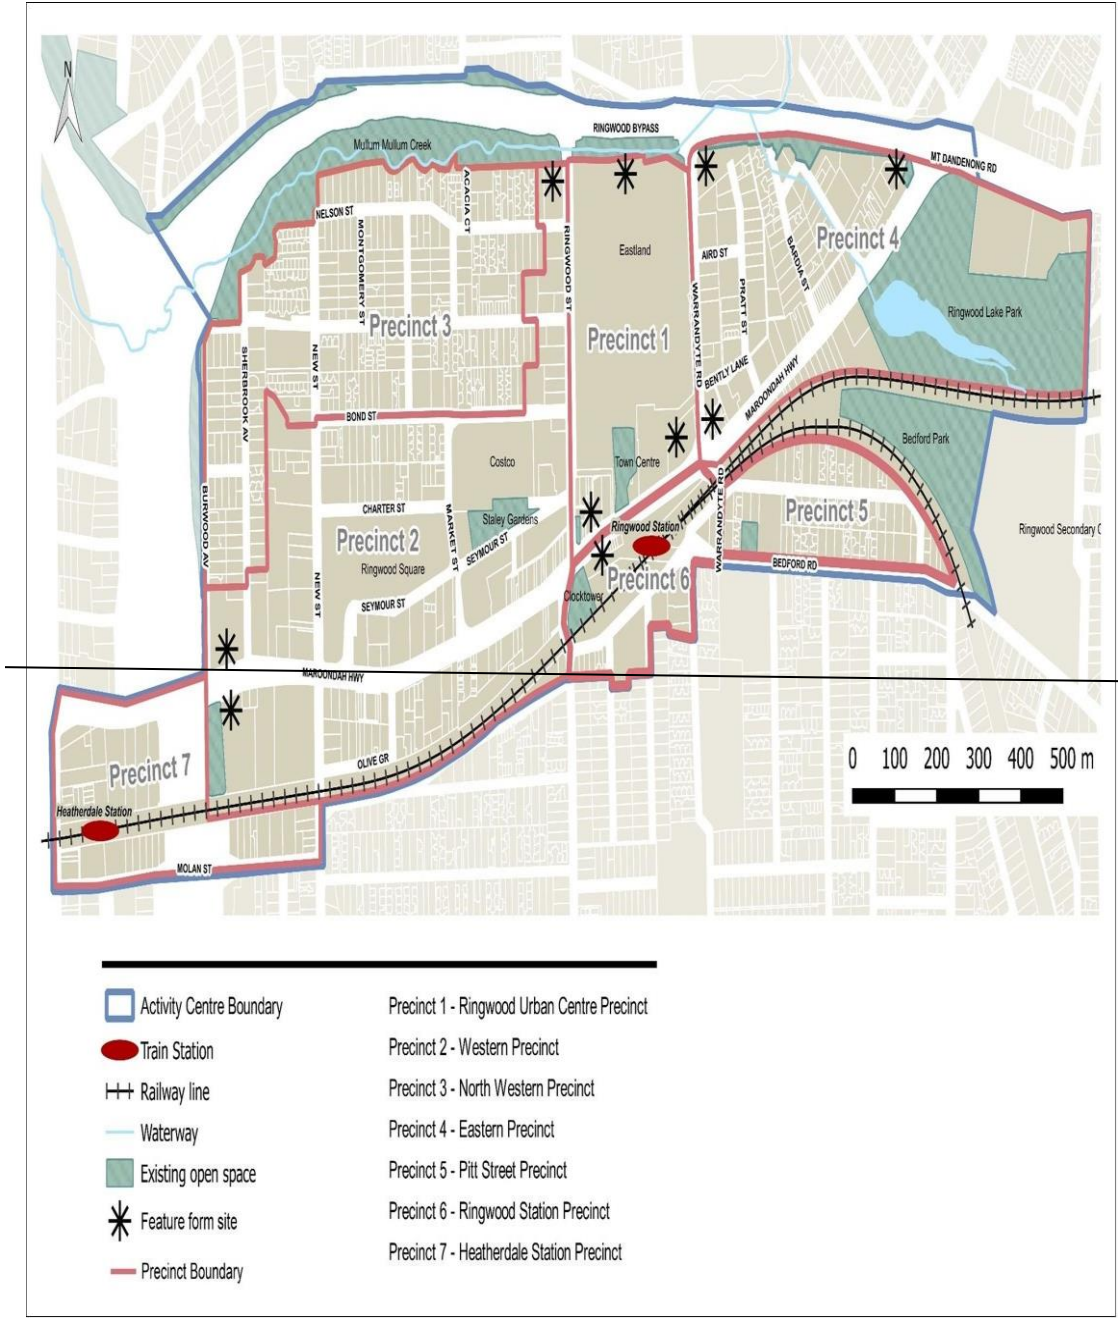 N
RINGWOOD BYPASS
Mullum Mullum Creek
MT DANDENONG RD
ACACIA CT
NELSON ST
MONTGOMERY ST
RINGWOOD ST
Eastland
AIRD ST
BARDIA ST
Precinct 4
WARRANDYTE RD
PRATT ST
Ringwood Lake Park
Precinct 3
Precinct 1
SHERBROOK AV
NEW ST
BENTLY LANE
MAROONDAH HWY
BOND ST
Bedford Park
Costco
Town Centre
BURWOOD AV
CHARTER ST
MARKET ST
Staley Gardens
SEYMOUR ST
Ringwood Station
WARRANDYTE RD
Precinct 5
Ringwood Secondary C
Precinct 2
Ringwood Square
NEW ST
SEYMOUR ST
Precinct 6
BEDFORD RD
Clocktower
MAROONDAH HWY
OLIVE GR
Precinct 7
Heatherdale Station
MOLAN ST
0 100 200 300 400 500 m
Activity Centre Boundary
Train Station
Railway line
Waterway
Existing open space
Feature form site
Precinct Boundary
Precinct 1 - Ringwood Urban Centre Precinct
Precinct 2 - Western Precinct
Precinct 3 - North Western Precinct
Precinct 4 - Eastern Precinct
Precinct 5 - Pitt Street Precinct
Precinct 6 - Ringwood Station Precinct
Precinct 7 - Heatherdale Station Precinct